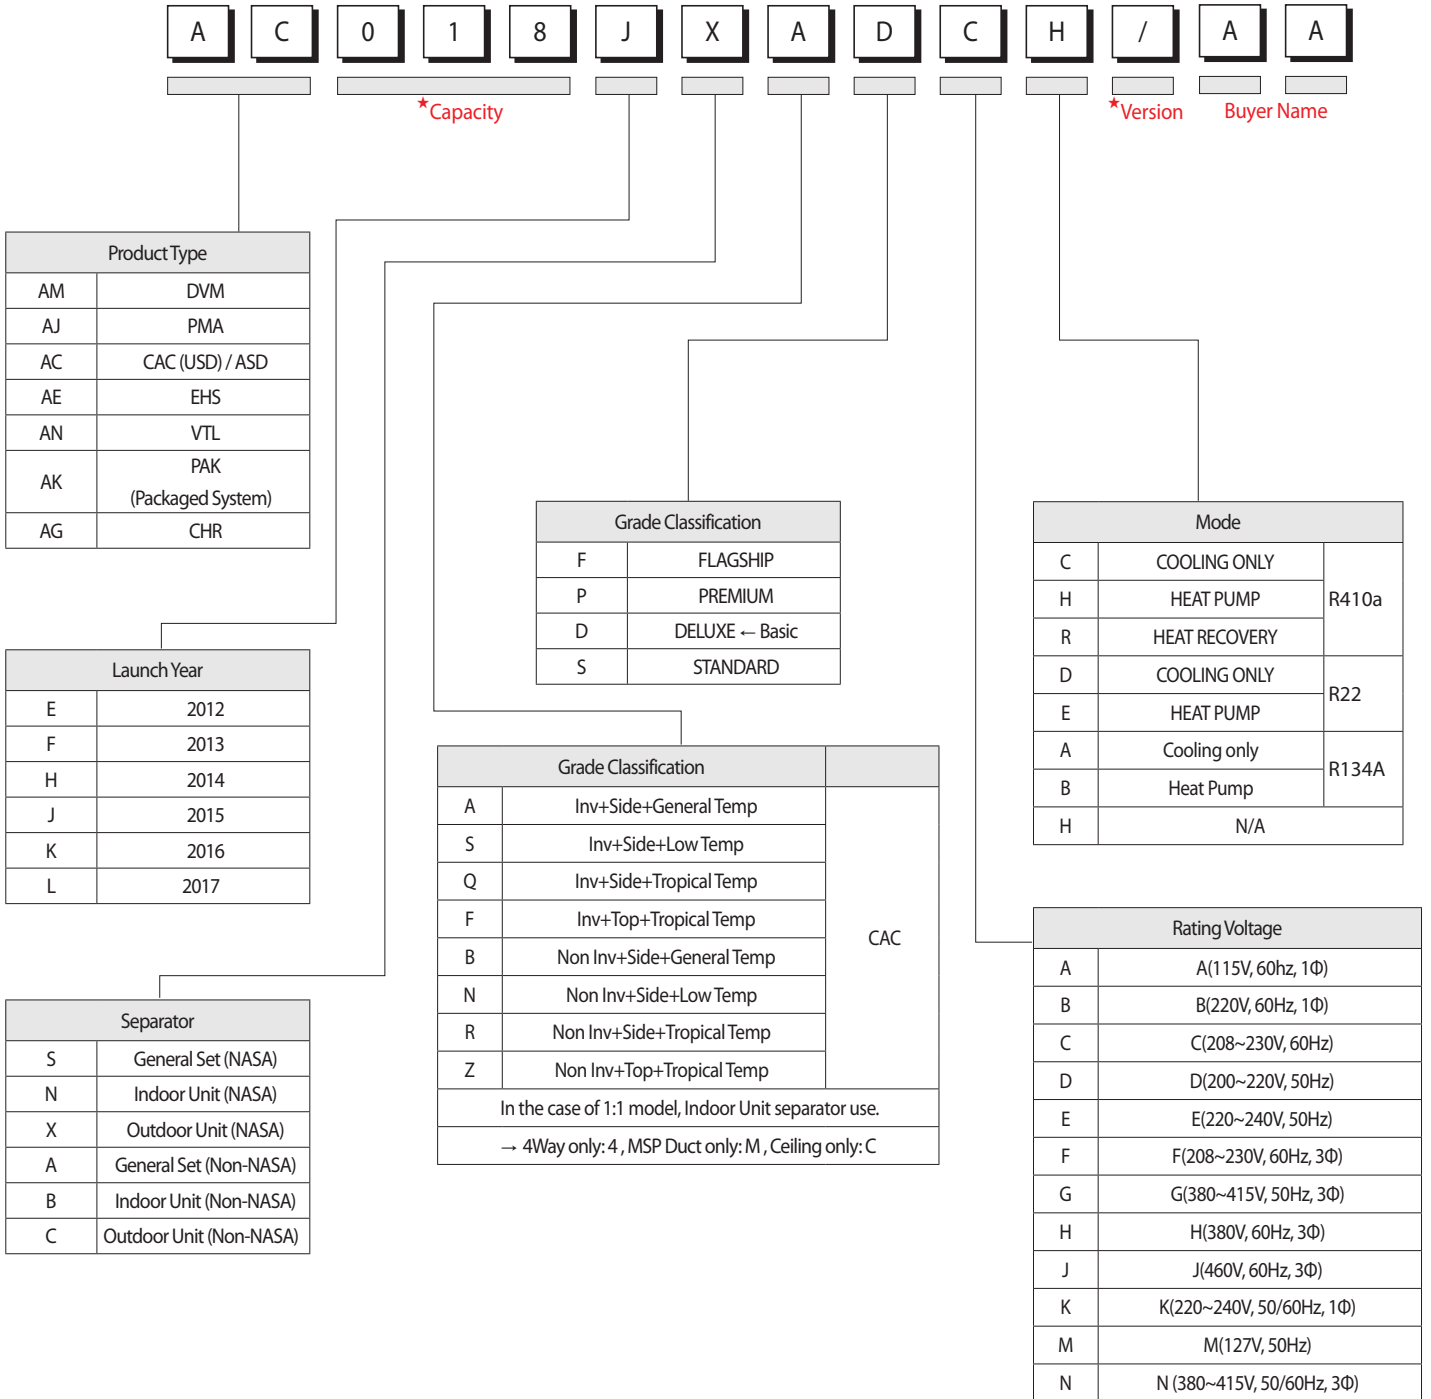 A C 0 1 8 J X A D C H / A A
★Capacity
★Version
Buyer Name
Product Type
AM DVM
AJ PMA
AC CAC (USD) / ASD
AE EHS
AN VTL
AK PAK
(Packaged System)
AG CHR
Launch Year
E 2012
F 2013
H 2014
J 2015
K 2016
L 2017
Separator
S General Set (NASA)
N Indoor Unit (NASA)
X Outdoor Unit (NASA)
A General Set (Non-NASA)
B Indoor Unit (Non-NASA)
C Outdoor Unit (Non-NASA)
Grade Classification
F FLAGSHIP
P PREMIUM
D DELUXE ← Basic
S STANDARD
Grade Classification
A Inv+Side+General Temp
S Inv+Side+Low Temp
Q Inv+Side+Tropical Temp
F Inv+Top+Tropical Temp
CAC
B Non Inv+Side+General Temp
N Non Inv+Side+Low Temp
R Non Inv+Side+Tropical Temp
Z Non Inv+Top+Tropical Temp
In the case of 1:1 model, Indoor Unit separator use.
→ 4Way only: 4 , MSP Duct only: M , Ceiling only: C
Mode
C COOLING ONLY
H HEAT PUMP R410a
R HEAT RECOVERY
D COOLING ONLY
R22
E HEAT PUMP
A Cooling only
R134A
B Heat Pump
H N/A
Rating Voltage
A A(115V, 60hz, 1Φ)
B B(220V, 60Hz, 1Φ)
C C(208~230V, 60Hz)
D D(200~220V, 50Hz)
E E(220~240V, 50Hz)
F F(208~230V, 60Hz, 3Φ)
G G(380~415V, 50Hz, 3Φ)
H H(380V, 60Hz, 3Φ)
J J(460V, 60Hz, 3Φ)
K K(220~240V, 50/60Hz, 1Φ)
M M(127V, 50Hz)
N N (380~415V, 50/60Hz, 3Φ)